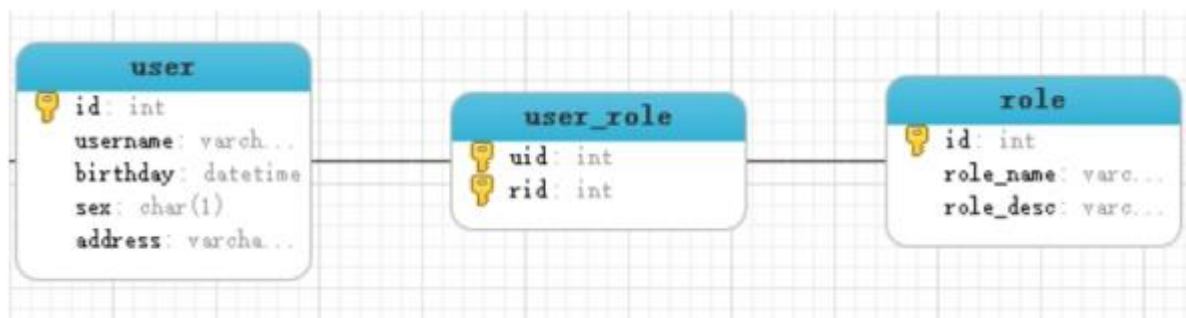 user
id: int
username: varch...
birthday: datetime
sex: char(1)
address: varcha...
user_role
uid: int
rid: int
role
id: int
role_name: varc...
role_desc: varc...